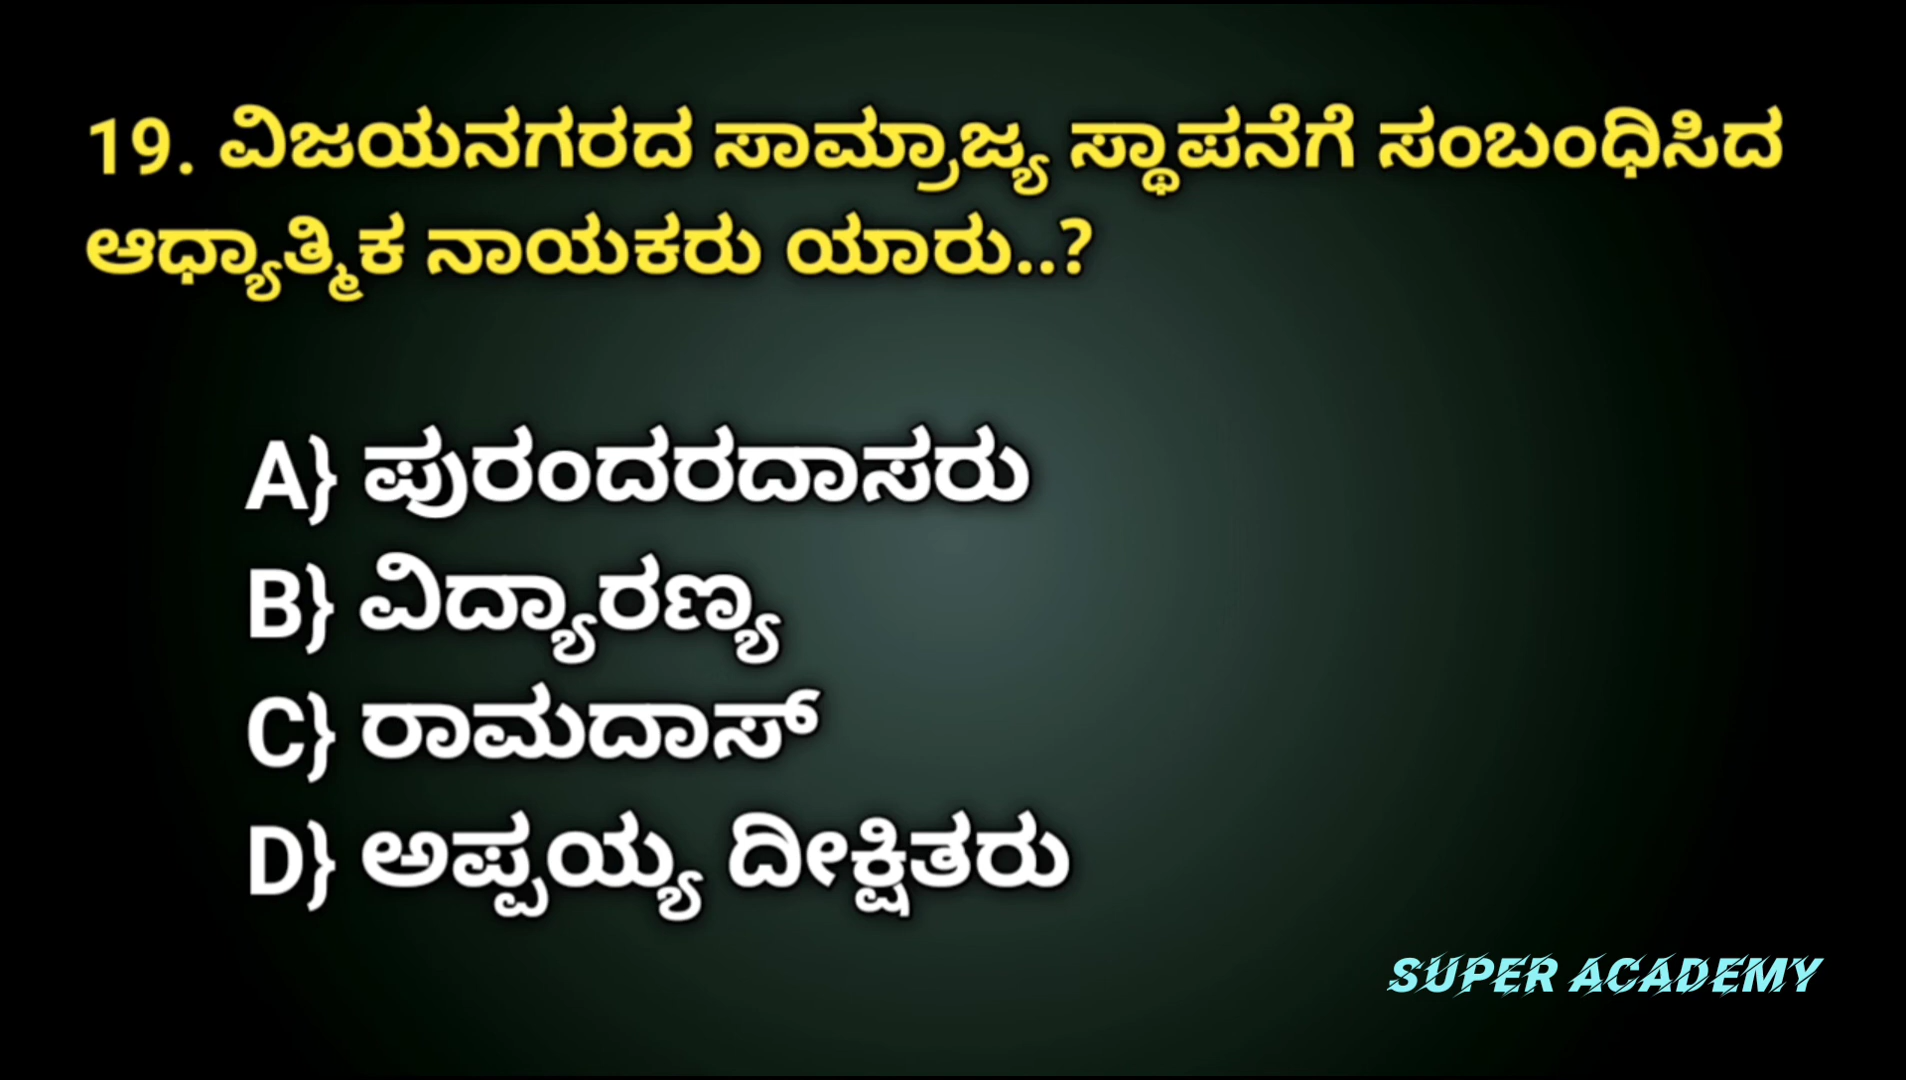 19. ವಿಜಯನಗರದ ಸಾಮ್ರಾಜ್ಯ ಸ್ಥಾಪನೆಗೆ ಸಂಬಂಧಿಸಿದ
ಆಧ್ಯಾತ್ಮಿಕ ನಾಯಕರು ಯಾರು..?
A} ಪುರಂದರದಾಸರು
B} ವಿದ್ಯಾರಣ್ಯ
C} ರಾಮದಾಸ್
D} ಅಪ್ಪಯ್ಯ ದೀಕ್ಷಿತರು
SUPER ACADEMY